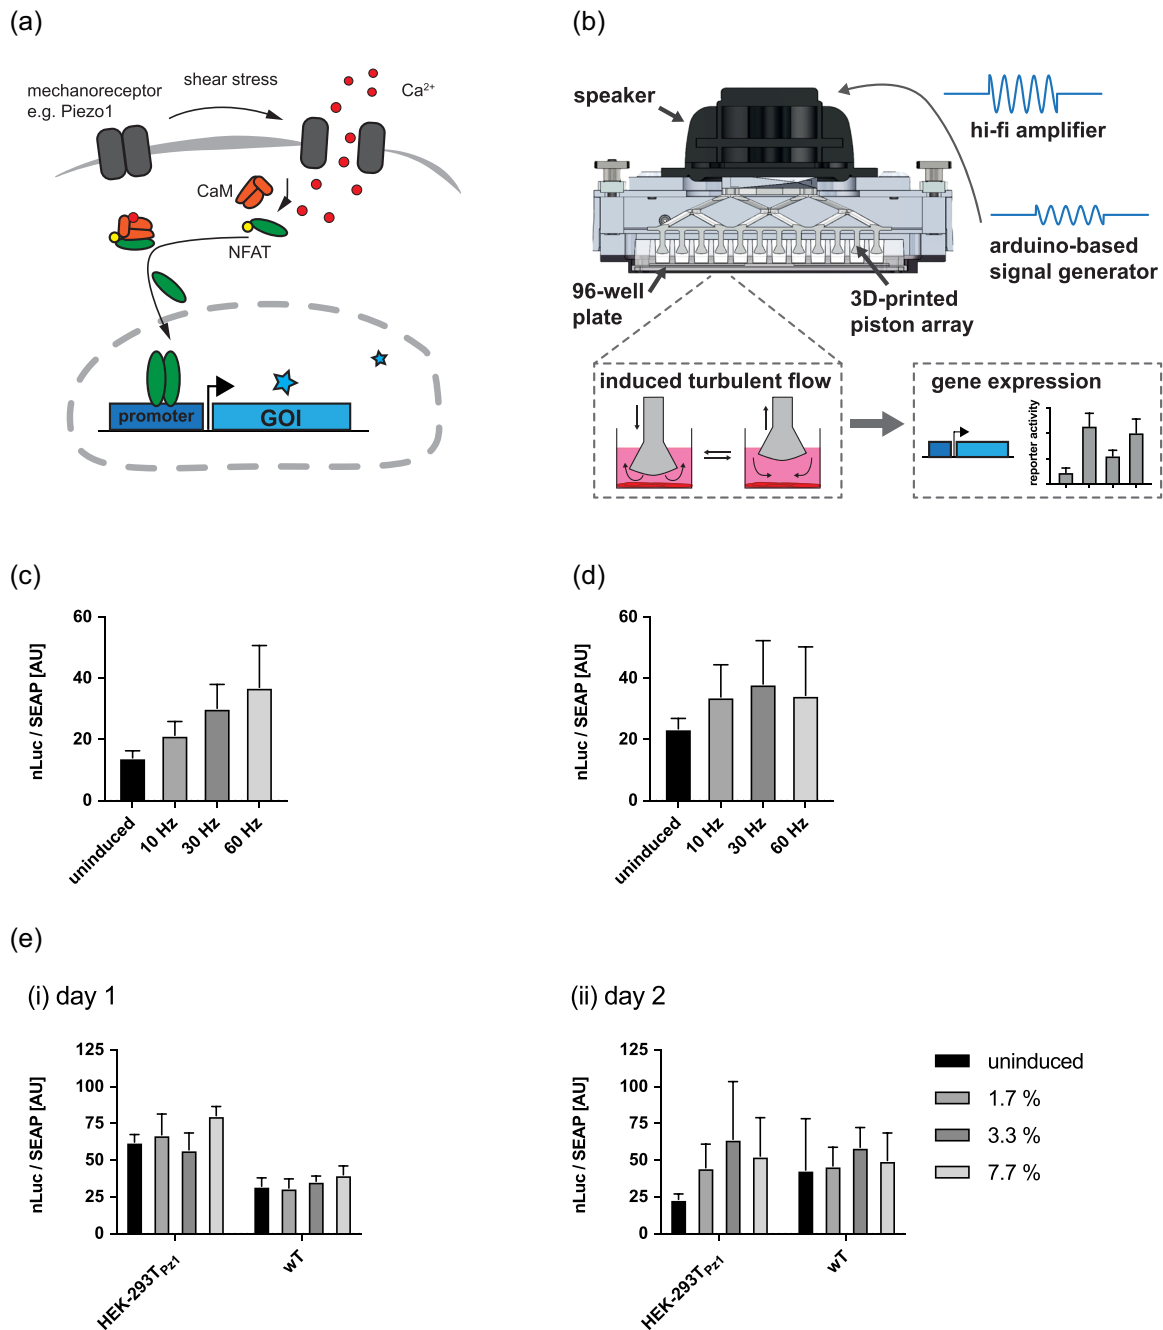 (a)
mechanoreceptor
e.g. Piezo1
shear stress
Ca²⁺
CaM
NFAT
promoter
GOI
(b)
speaker
hi-fi amplifier
arduino-based
signal generator
96-well
plate
3D-printed
piston array
induced turbulent flow
gene expression
reporter activity
(c)
nLuc / SEAP [AU]
60
40
20
0
uninduced
10 Hz
30 Hz
60 Hz
(d)
nLuc / SEAP [AU]
60
40
20
0
uninduced
10 Hz
30 Hz
60 Hz
(e)
(i) day 1
nLuc / SEAP [AU]
125
100
75
50
25
0
HEK-293T_Pz1
wT
(ii) day 2
nLuc / SEAP [AU]
125
100
75
50
25
0
HEK-293T_Pz1
wT
uninduced
1.7 %
3.3 %
7.7 %